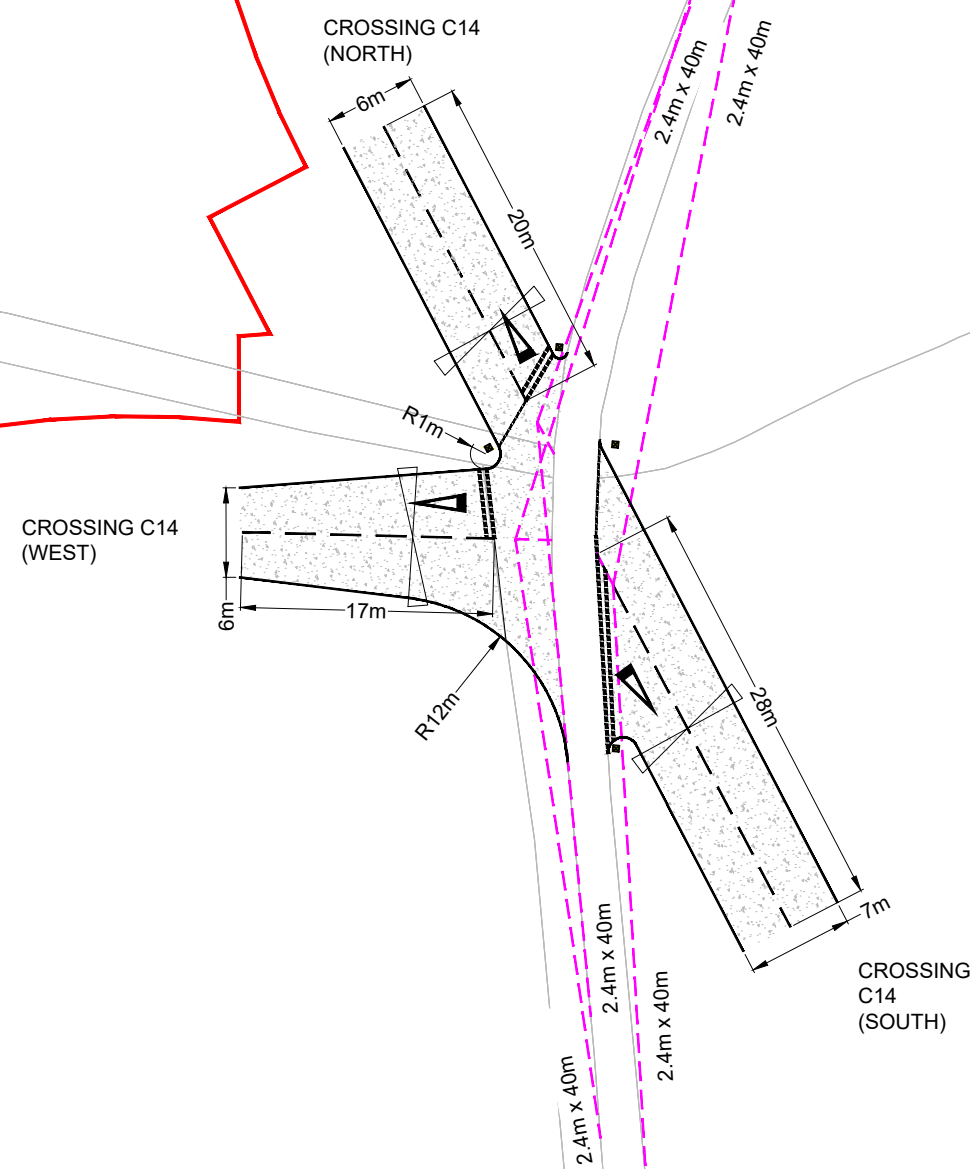 CROSSING C14
(NORTH)
6m
2.4m x 40m
2.4m x 40m
20m
R1m
CROSSING C14
(WEST)
6m
17m
R12m
28m
7m
CROSSING
C14
(SOUTH)
2.4m x 40m
2.4m x 40m
2.4m x 40m